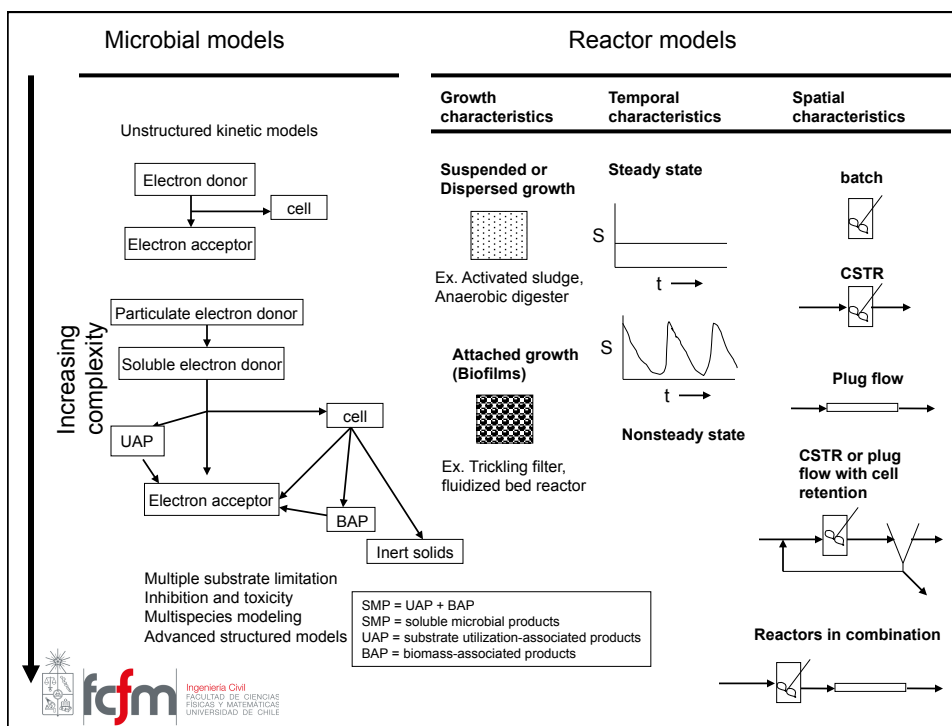 Microbial models
Reactor models
Increasing
complexity
Unstructured kinetic models
Electron donor
cell
Electron acceptor
Particulate electron donor
Soluble electron donor
cell
UAP
Electron acceptor
BAP
Inert solids
Multiple substrate limitation
Inhibition and toxicity
Multispecies modeling
Advanced structured models
SMP = UAP + BAP
SMP = soluble microbial products
UAP = substrate utilization-associated products
BAP = biomass-associated products
Growth
characteristics
Suspended or
Dispersed growth
Ex. Activated sludge,
Anaerobic digester
Attached growth
(Biofilms)
Ex. Trickling filter,
fluidized bed reactor
Temporal
characteristics
Steady state
S
t
S
t
Nonsteady state
Spatial
characteristics
batch
CSTR
Plug flow
CSTR or plug
flow with cell
retention
Reactors in combination
fcfm
Ingeniería Civil
FACULTAD DE CIENCIAS
FÍSICAS Y MATEMÁTICAS
UNIVERSIDAD DE CHILE